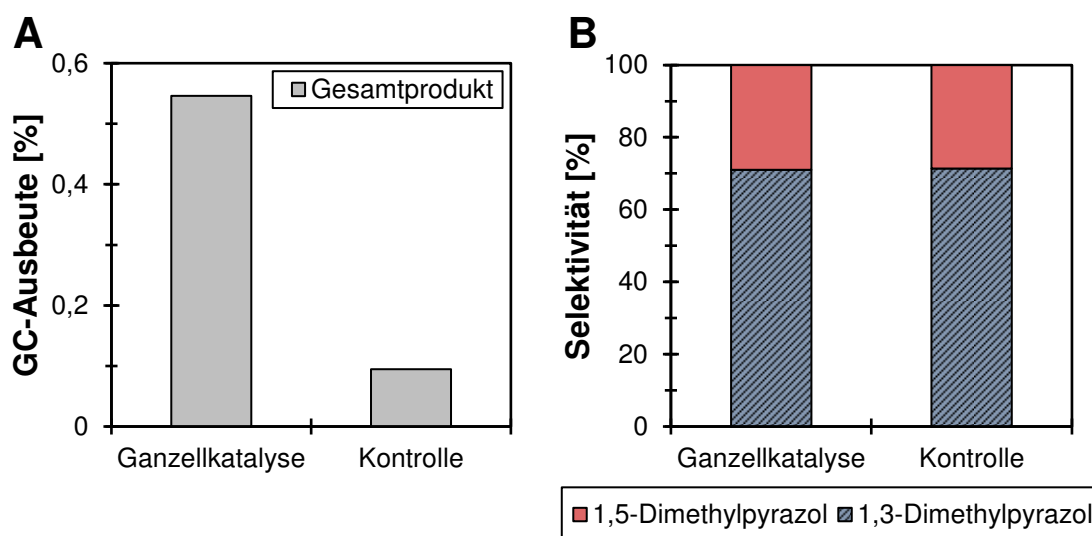 A
GC-Ausbeute [%]
0,6
0,4
0,2
0
Gesamtprodukt
Ganzellkatalyse
Kontrolle
B
Selektivität [%]
100
80
60
40
20
0
Ganzellkatalyse
Kontrolle
1,5-Dimethylpyrazol
1,3-Dimethylpyrazol